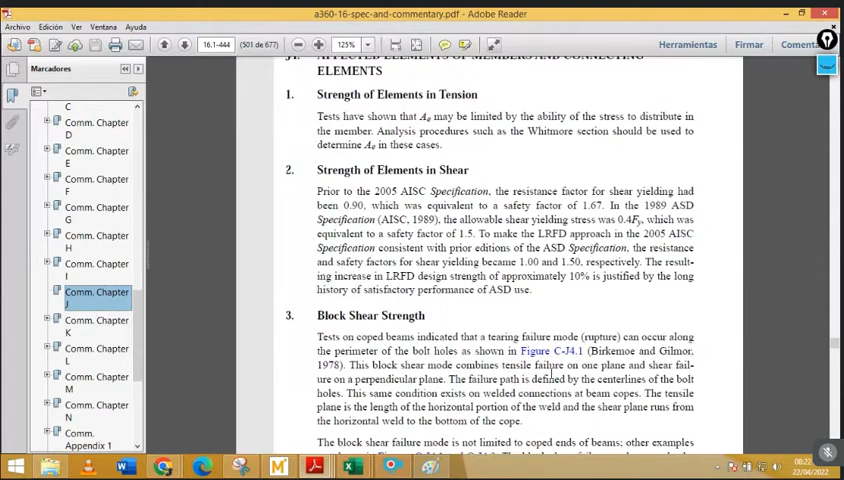 a360-16-spec-and-commentary.pdf - Adobe Reader
Archivo Edición Ver Ventana Ayuda
16.1-444 (501 de 677) 125% Herramientas Firmar Comenta
Marcadores
C
Comm. Chapter
D
Comm. Chapter
E
Comm. Chapter
F
Comm. Chapter
G
Comm. Chapter
H
Comm. Chapter
I
Comm. Chapter
J
Comm. Chapter
K
Comm. Chapter
L
Comm. Chapter
M
Comm. Chapter
N
Comm.
Appendix 1
J4. AFFECTED ELEMENTS OF MEMBERS AND CONNECTING
ELEMENTS
1. Strength of Elements in Tension
Tests have shown that Ae may be limited by the ability of the stress to distribute in
the member. Analysis procedures such as the Whitmore section should be used to
determine Ae in these cases.
2. Strength of Elements in Shear
Prior to the 2005 AISC Specification, the resistance factor for shear yielding had
been 0.90, which was equivalent to a safety factor of 1.67. In the 1989 ASD
Specification (AISC, 1989), the allowable shear yielding stress was 0.4Fy, which was
equivalent to a safety factor of 1.5. To make the LRFD approach in the 2005 AISC
Specification consistent with prior editions of the ASD Specification, the resistance
and safety factors for shear yielding became 1.00 and 1.50, respectively. The result-
ing increase in LRFD design strength of approximately 10% is justified by the long
history of satisfactory performance of ASD use.
3. Block Shear Strength
Tests on coped beams indicated that a tearing failure mode (rupture) can occur along
the perimeter of the bolt holes as shown in Figure C-J4.1 (Birkemoe and Gilmor,
1978). This block shear mode combines tensile failure on one plane and shear fail-
ure on a perpendicular plane. The failure path is defined by the centerlines of the bolt
holes. This same condition exists on welded connections at beam copes. The tensile
plane is the length of the horizontal portion of the weld and the shear plane runs from
the horizontal weld to the bottom of the cope.
The block shear failure mode is not limited to coped ends of beams; other examples
08:22
22/04/2022